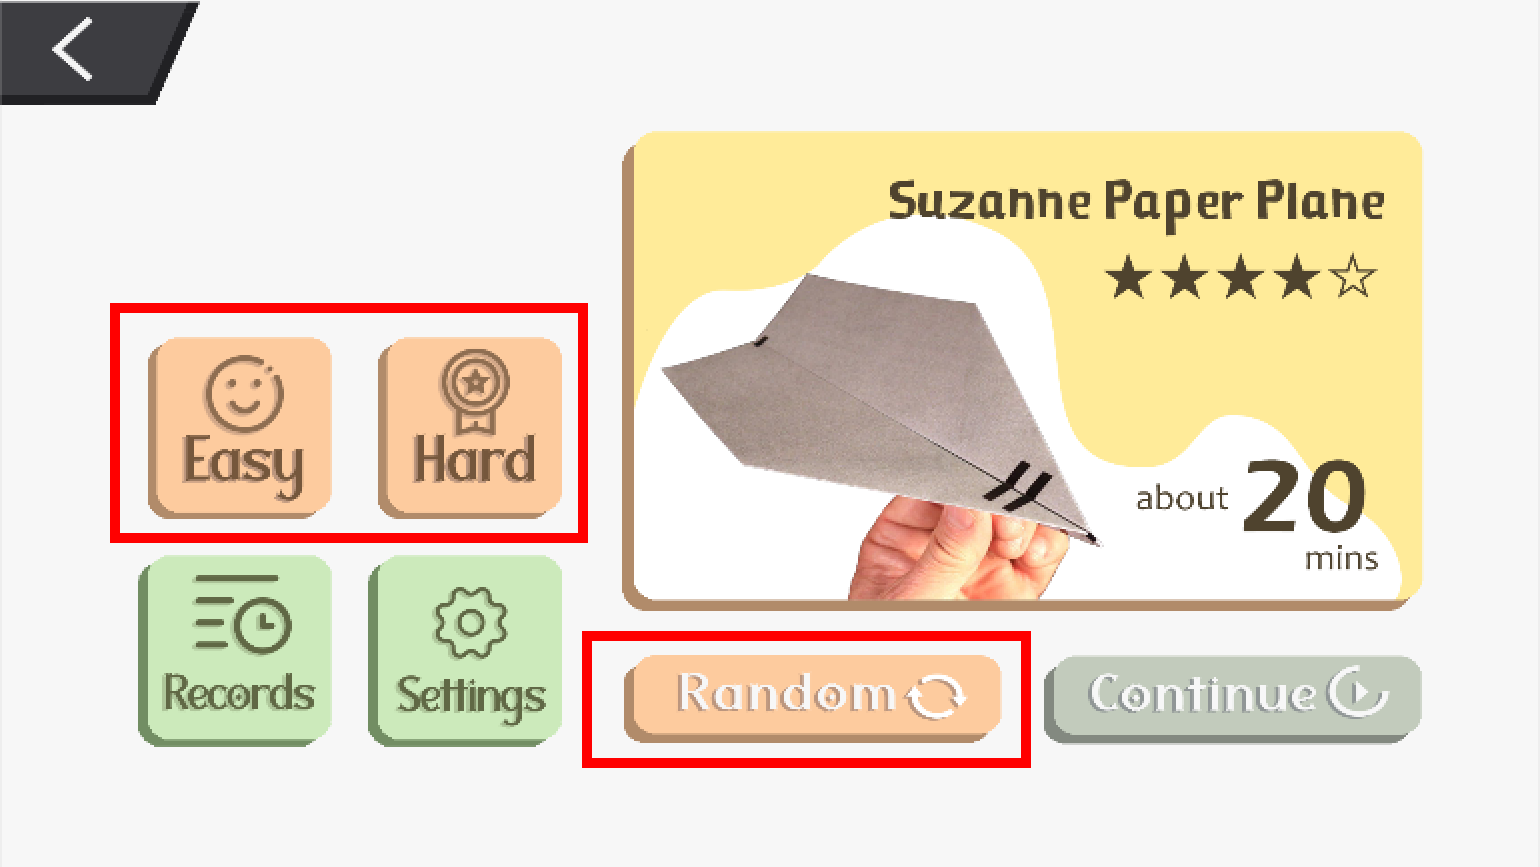 Suzanne Paper Plane
about 20
mins
Easy
Hard
Records
Settings
Random
Continue